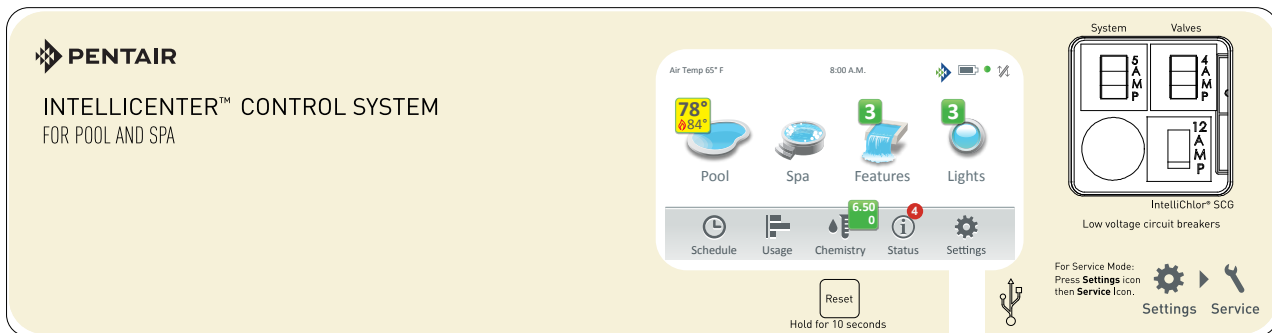 PENTAIR
INTELLICENTER™ CONTROL SYSTEM
FOR POOL AND SPA
Air Temp 65° F
8:00 A.M.
78°
84°
3
3
Pool
Spa
Features
Lights
6.50
0
4
Schedule
Usage
Chemistry
Status
Settings
Reset
Hold for 10 seconds
System
Valves
5 AMP
4 AMP
12 AMP
IntelliChlor® SCG
Low voltage circuit breakers
For Service Mode:
Press Settings icon
then Service Icon.
Settings
Service